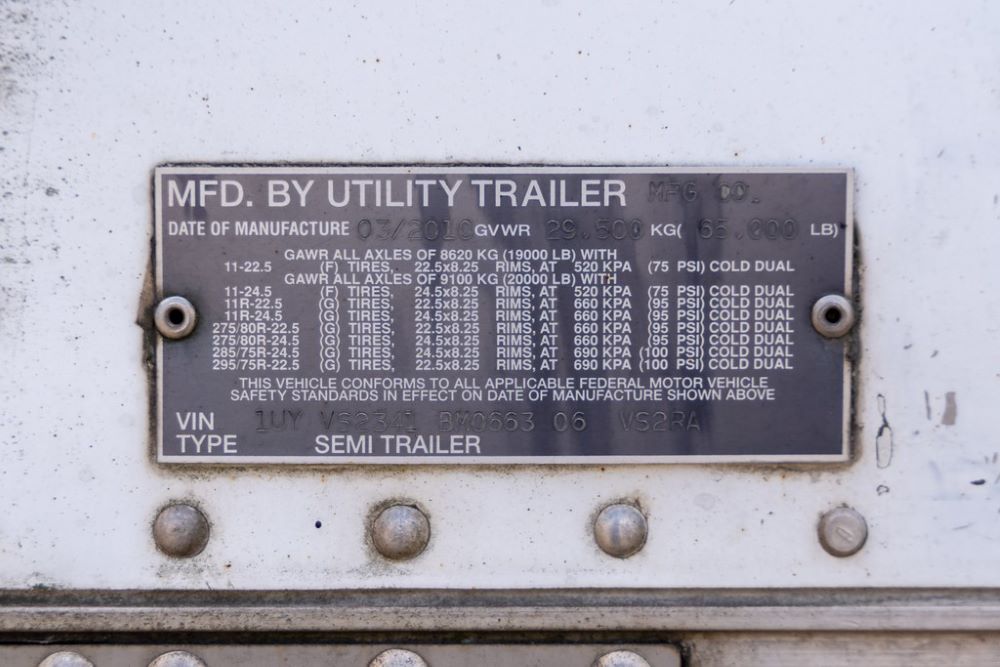 MFD. BY UTILITY TRAILER MFG CO.
DATE OF MANUFACTURE 03/2010 GVWR 29.500 KG( 65.000 LB)
GAWR ALL AXLES OF 8620 KG (19000 LB) WITH
11-22.5 (F) TIRES, 22.5x8.25 RIMS, AT 520 KPA (75 PSI) COLD DUAL
GAWR ALL AXLES OF 9100 KG (20000 LB) WITH
11-24.5 (F) TIRES, 24.5x8.25 RIMS, AT 520 KPA (75 PSI) COLD DUAL
11R-22.5 (G) TIRES, 22.5x8.25 RIMS, AT 660 KPA (95 PSI) COLD DUAL
11R-24.5 (G) TIRES, 24.5x8.25 RIMS, AT 660 KPA (95 PSI) COLD DUAL
275/80R-22.5 (G) TIRES, 22.5x8.25 RIMS, AT 660 KPA (95 PSI) COLD DUAL
275/80R-24.5 (G) TIRES, 24.5x8.25 RIMS, AT 660 KPA (95 PSI) COLD DUAL
285/75R-24.5 (G) TIRES, 24.5x8.25 RIMS, AT 690 KPA (100 PSI) COLD DUAL
295/75R-22.5 (G) TIRES, 22.5x8.25 RIMS, AT 690 KPA (100 PSI) COLD DUAL
THIS VEHICLE CONFORMS TO ALL APPLICABLE FEDERAL MOTOR VEHICLE
SAFETY STANDARDS IN EFFECT ON DATE OF MANUFACTURE SHOWN ABOVE
VIN 1UY VS2341 06 VS2RA
TYPE SEMI TRAILER